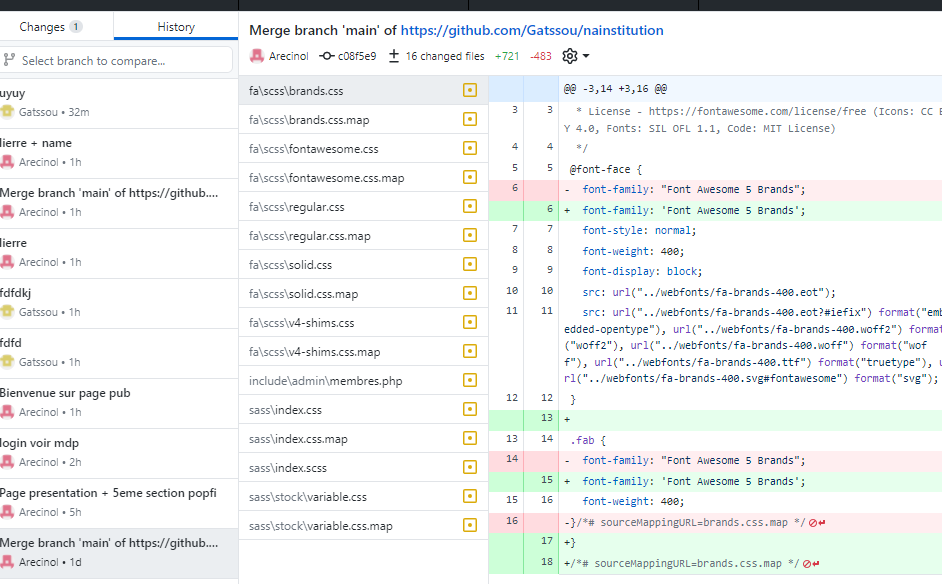 Changes 1
History
Select branch to compare...
uyuy
Gatssou • 32m
lierre + name
Arecinol • 1h
Merge branch 'main' of https://github....
Arecinol • 1h
lierre
Arecinol • 1h
fdfdkj
Gatssou • 1h
fdfd
Gatssou • 1h
Bienvenue sur page pub
Arecinol • 1h
login voir mdp
Arecinol • 2h
Page presentation + 5eme section popfi
Arecinol • 5h
Merge branch 'main' of https://github....
Arecinol • 1d
Merge branch 'main' of https://github.com/Gatssou/nainstitution
Arecinol c08f5e9 16 changed files +721 -483
fa\scss\brands.css
fa\scss\brands.css.map
fa\scss\fontawesome.css
fa\scss\fontawesome.css.map
fa\scss\regular.css
fa\scss\regular.css.map
fa\scss\solid.css
fa\scss\solid.css.map
fa\scss\v4-shims.css
fa\scss\v4-shims.css.map
include\admin\membres.php
sass\index.css
sass\index.css.map
sass\index.scss
sass\stock\variable.css
sass\stock\variable.css.map
@@ -3,14 +3,16 @@
3 3 * License - https://fontawesome.com/license/free (Icons: CC B
Y 4.0, Fonts: SIL OFL 1.1, Code: MIT License)
4 4 */
5 5 @font-face {
6 - font-family: "Font Awesome 5 Brands";
6 + font-family: 'Font Awesome 5 Brands';
7 7 font-style: normal;
8 8 font-weight: 400;
9 9 font-display: block;
10 10 src: url("../webfonts/fa-brands-400.eot");
11 11 src: url("../webfonts/fa-brands-400.eot?#iefix") format("emb
edded-opentype"), url("../webfonts/fa-brands-400.woff2") format
("woff2"), url("../webfonts/fa-brands-400.woff") format("wof
f"), url("../webfonts/fa-brands-400.ttf") format("truetype"), u
rl("../webfonts/fa-brands-400.svg#fontawesome") format("svg");
12 12 }
13 +
13 14 .fab {
14 - font-family: "Font Awesome 5 Brands";
15 + font-family: 'Font Awesome 5 Brands';
15 16 font-weight: 400;
16 -}/*# sourceMappingURL=brands.css.map */
17 +}
18 +/*# sourceMappingURL=brands.css.map */